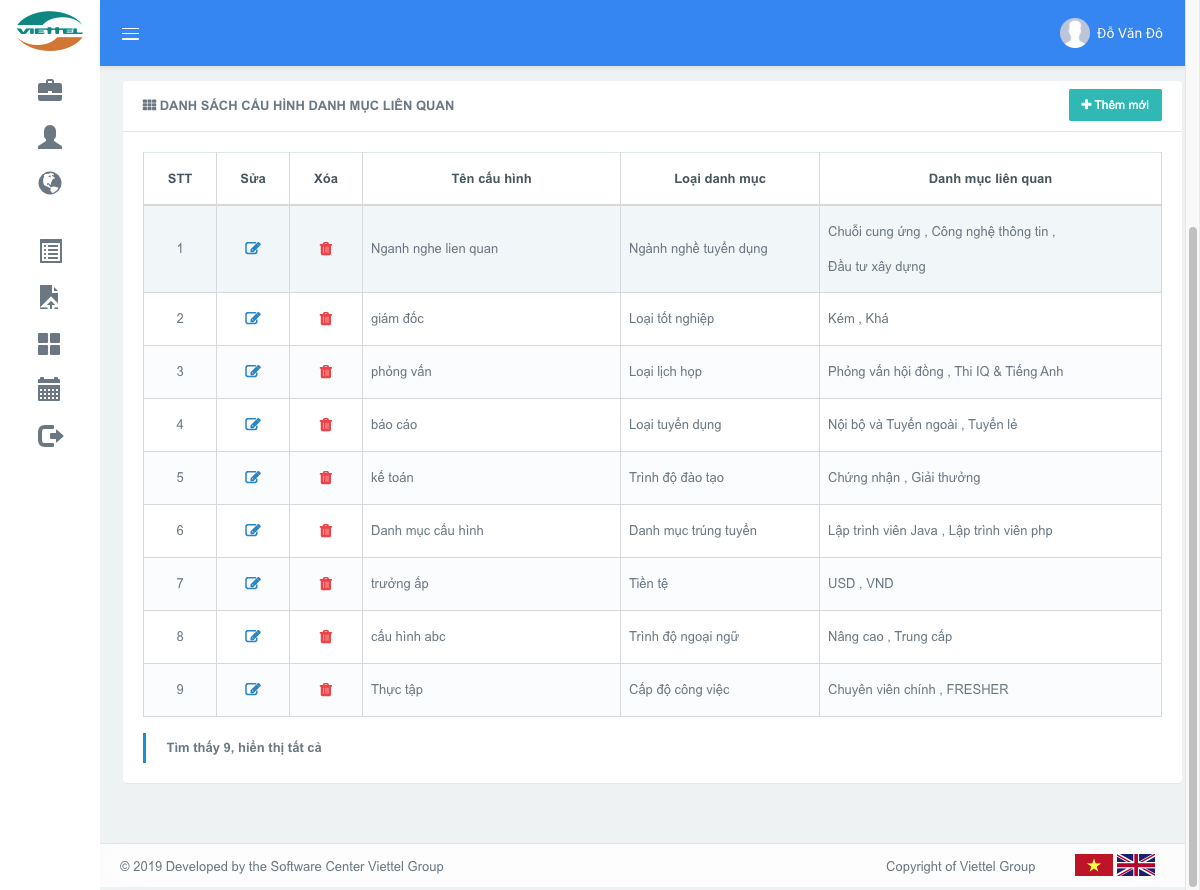 VIETTEL
Đỗ Văn Đô
DANH SÁCH CẤU HÌNH DANH MỤC LIÊN QUAN
Thêm mới
STT Sửa Xóa Tên cấu hình Loại danh mục Danh mục liên quan
1 Nganh nghe lien quan Ngành nghề tuyển dụng Chuỗi cung ứng , Công nghệ thông tin ,
Đầu tư xây dựng
2 giám đốc Loại tốt nghiệp Kém , Khá
3 phỏng vấn Loại lịch họp Phỏng vấn hội đồng , Thi IQ & Tiếng Anh
4 báo cáo Loại tuyển dụng Nội bộ và Tuyển ngoài , Tuyển lẻ
5 kế toán Trình độ đào tạo Chứng nhận , Giải thưởng
6 Danh mục cấu hình Danh mục trúng tuyển Lập trình viên Java , Lập trình viên php
7 trưởng ấp Tiền tệ USD , VND
8 cấu hình abc Trình độ ngoại ngữ Nâng cao , Trung cấp
9 Thực tập Cấp độ công việc Chuyên viên chính , FRESHER
Tìm thấy 9, hiển thị tất cả
© 2019 Developed by the Software Center Viettel Group Copyright of Viettel Group